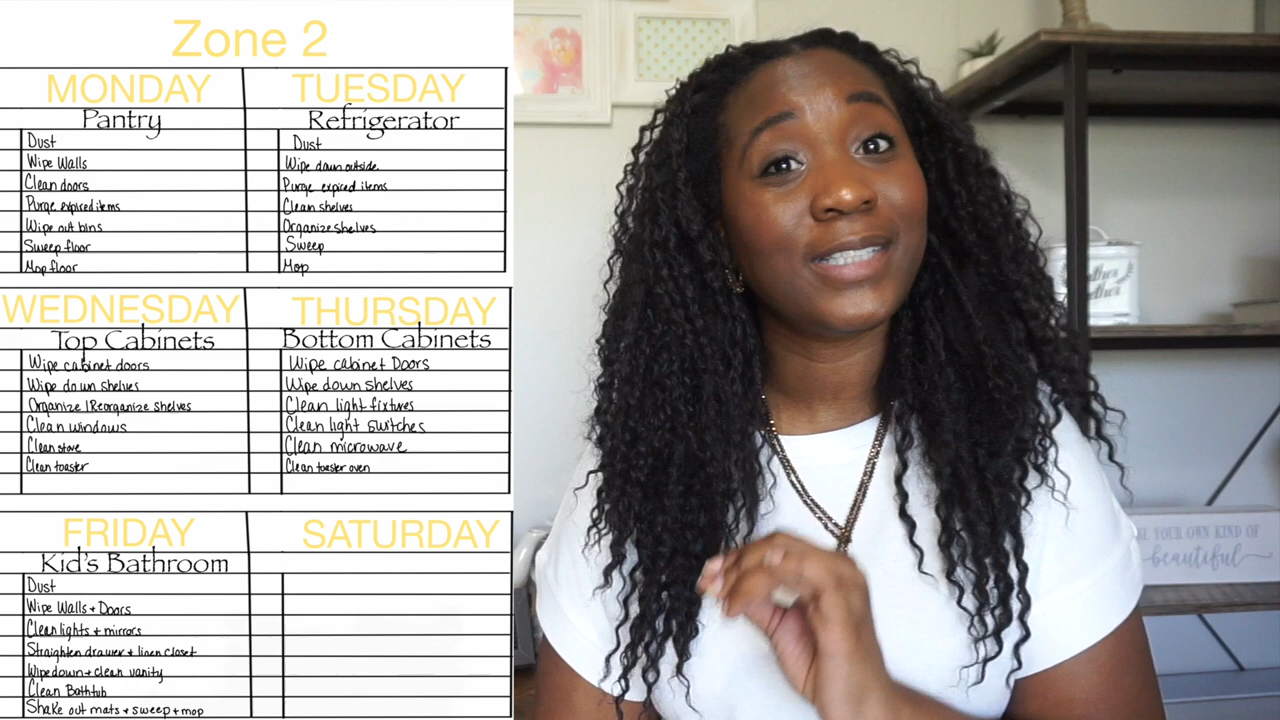 Zone 2
MONDAY
Pantry
Dust
Wipe Walls
Clean doors
Purge expired items
Wipe out bins
Sweep floor
Mop floor
TUESDAY
Refrigerator
Dust
Wipe down outside.
Purge expired items
Clean shelves
Organize shelves
Sweep
Mop
WEDNESDAY
Top Cabinets
Wipe cabinet doors
Wipe down shelves
Organize/Reorganize shelves
Clean windows
Clean stove
Clean toaster
THURSDAY
Bottom Cabinets
Wipe cabinet Doors
Wipe down shelves
Clean light fixtures
Clean light switches
Clean microwave
Clean toaster oven
FRIDAY
Kid's Bathroom
Dust
Wipe Walls + Doors
Clean lights + mirrors
Straighten drawer + linen closet
Wipe down + clean vanity
Clean Bathtub
Shake out mats + sweep + mop
SATURDAY
YOUR OWN KIND OF
beautiful